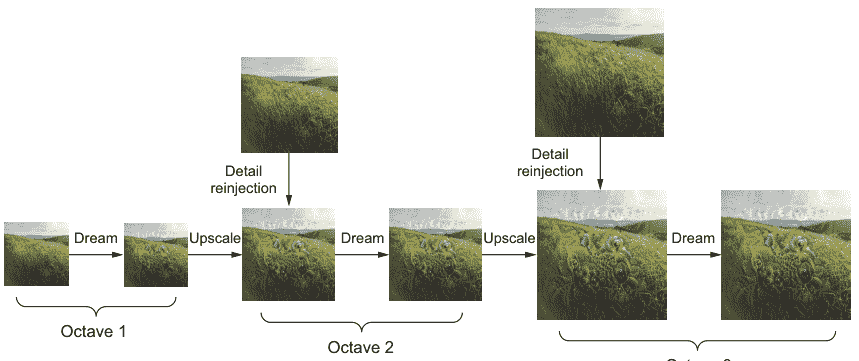 Detail
reinjection
Detail
reinjection
Dream
Upscale
Dream
Upscale
Dream
Octave 1
Octave 2